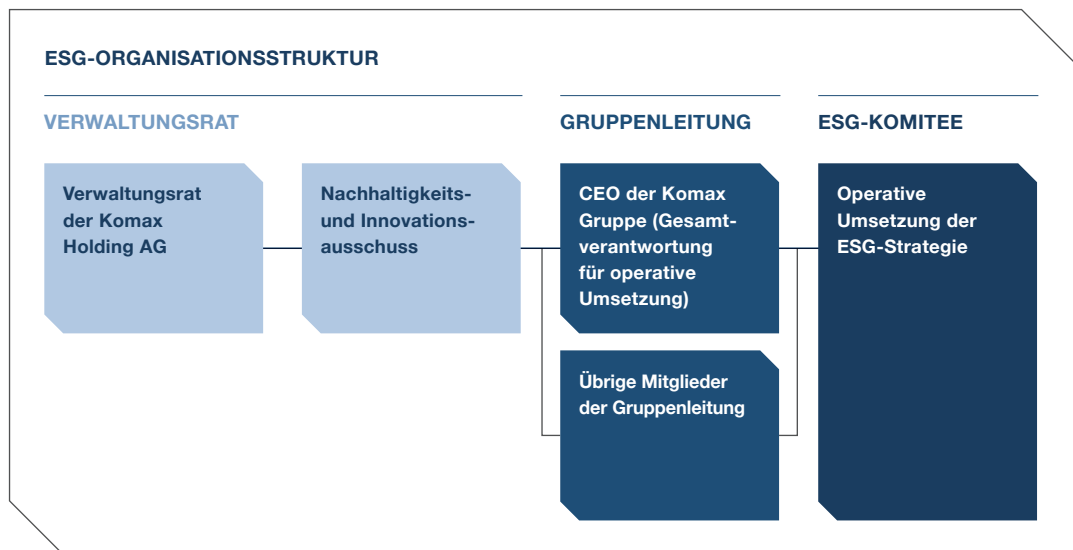 ESG-ORGANISATIONSSTRUKTUR
VERWALTUNGSRAT
Verwaltungsrat
der Komax
Holding AG
Nachhaltigkeits-
und Innovations-
ausschuss
GRUPPENLEITUNG
CEO der Komax
Gruppe (Gesamt-
verantwortung
für operative
Umsetzung)
Übrige Mitglieder
der Gruppenleitung
ESG-KOMITEE
Operative
Umsetzung der
ESG-Strategie